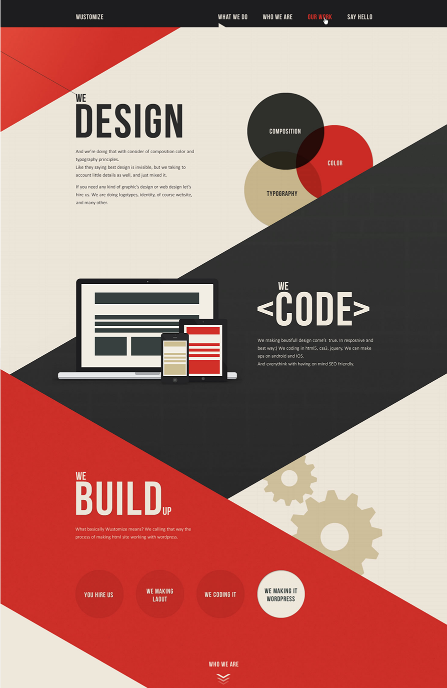 WUSTOMIZE
WHAT WE DO
WHO WE ARE
OUR WORK
SAY HELLO
WE
DESIGN
And we're doing that with consider of composition color and
typography principles.
Like they saying best design is invisible, but we taking to
account little details as well, and just mixed it.
If you need any kind of graphic's design or web design let's
hire us. We are doing logotypes, identity, of course website,
and many other.
COMPOSITION
COLOR
TYPOGRAPHY
WE
<CODE>
We making beutifull design come's true. In resposive and
best way:) We coding in html5, css3, jquery. We can make
aps on android and iOS.
And everything with having on mind SEO friendly.
WE
BUILD UP
What basically Wustomize means? We calling that way the
process of making html site working with wordpress.
YOU HIRE US
WE MAKING
LAOUT
WE CODING IT
WE MAKING IT
WORDPRESS
WHO WE ARE